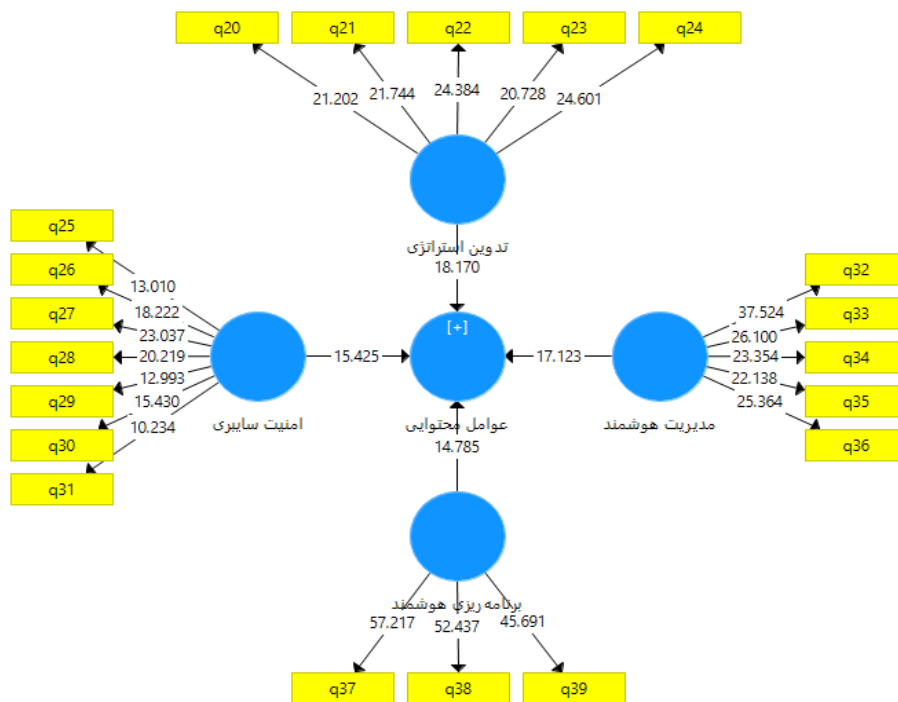 q20
q21
q22
q23
q24
21.202
21.744
24.384
20.728
24.601
تدوین استراتژی
18.170
q25
q26
q27
q28
q29
q30
q31
13.010
18.222
23.037
20.219
12.993
15.430
10.234
امنیت سایبری
15.425
[+]
عوامل محتوایی
14.785
17.123
مدیریت هوشمند
37.524
26.100
23.354
22.138
25.364
q32
q33
q34
q35
q36
برنامه ریزی هوشمند
57.217
52.437
45.691
q37
q38
q39